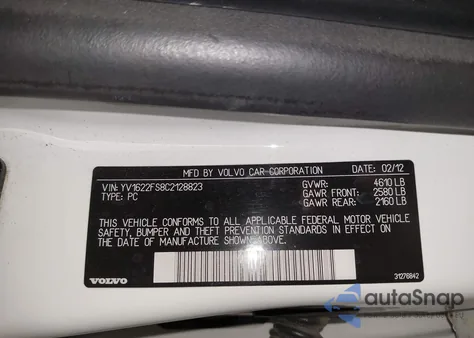 MFD BY VOLVO CAR-CORPORATION DATE: 02/12
VIN: YV1622FS8C2128823 GVWR: 4610 LB
TYPE: PC GAWR FRONT: 2580 LB
GAWR REAR: 2160 LB
THIS VEHICLE CONFORMS TO ALL APPLICABLE FEDERAL MOTOR VEHICLE
SAFETY, BUMPER AND THEFT PREVENTION STANDARDS IN EFFECT ON
THE DATE OF MANUFACTURE SHOWN ABOVE.
VOLVO 31276842
autoSnap